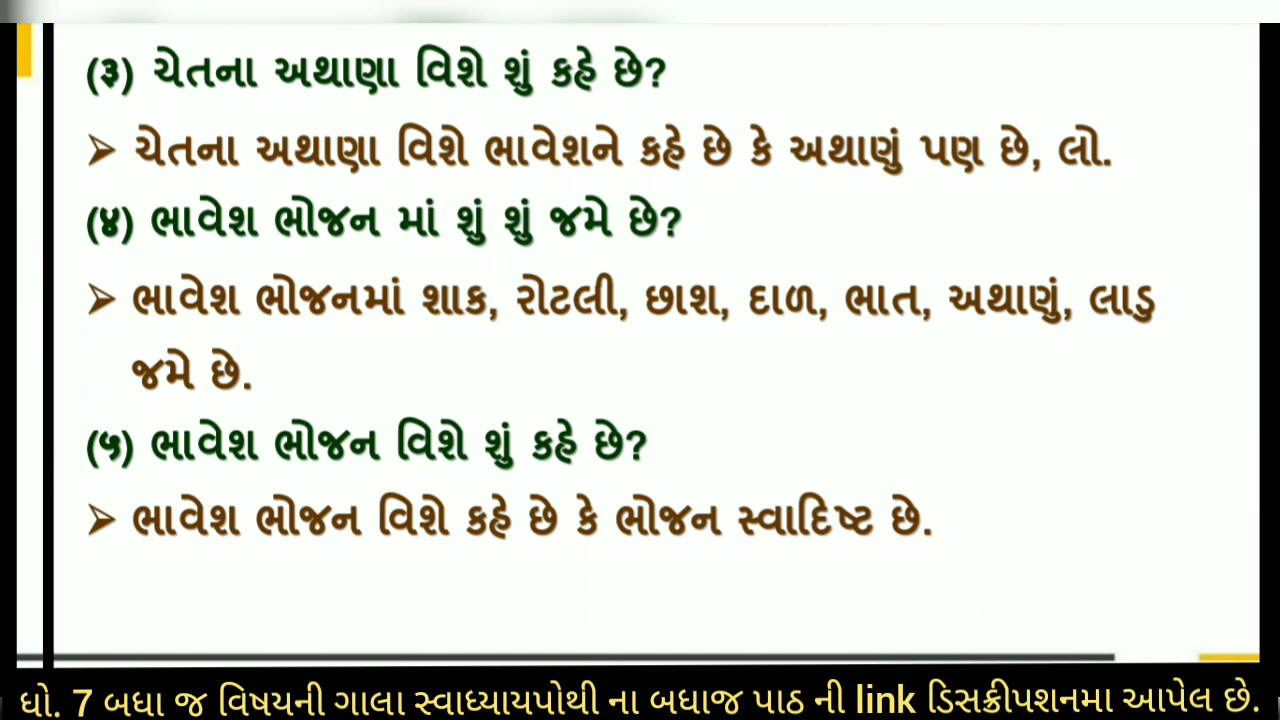 (૩) ચેતના અથાણા વિશે શું કહે છે?
➢ ચેતના અથાણા વિશે ભાવેશને કહે છે કે અથાણું પણ છે, લો.
(૪) ભાવેશ ભોજન માં શું શું જમે છે?
➢ ભાવેશ ભોજનમાં શાક, રોટલી, છાશ, દાળ, ભાત, અથાણું, લાડુ
જમે છે.
(૫) ભાવેશ ભોજન વિશે શું કહે છે?
➢ ભાવેશ ભોજન વિશે કહે છે કે ભોજન સ્વાદિષ્ટ છે.
ધો. 7 બધા જ વિષયની ગાલા સ્વાધ્યાયપોથી ના બધાજ પાઠ ની link ડિસક્રીપશનમા આપેલ છે.